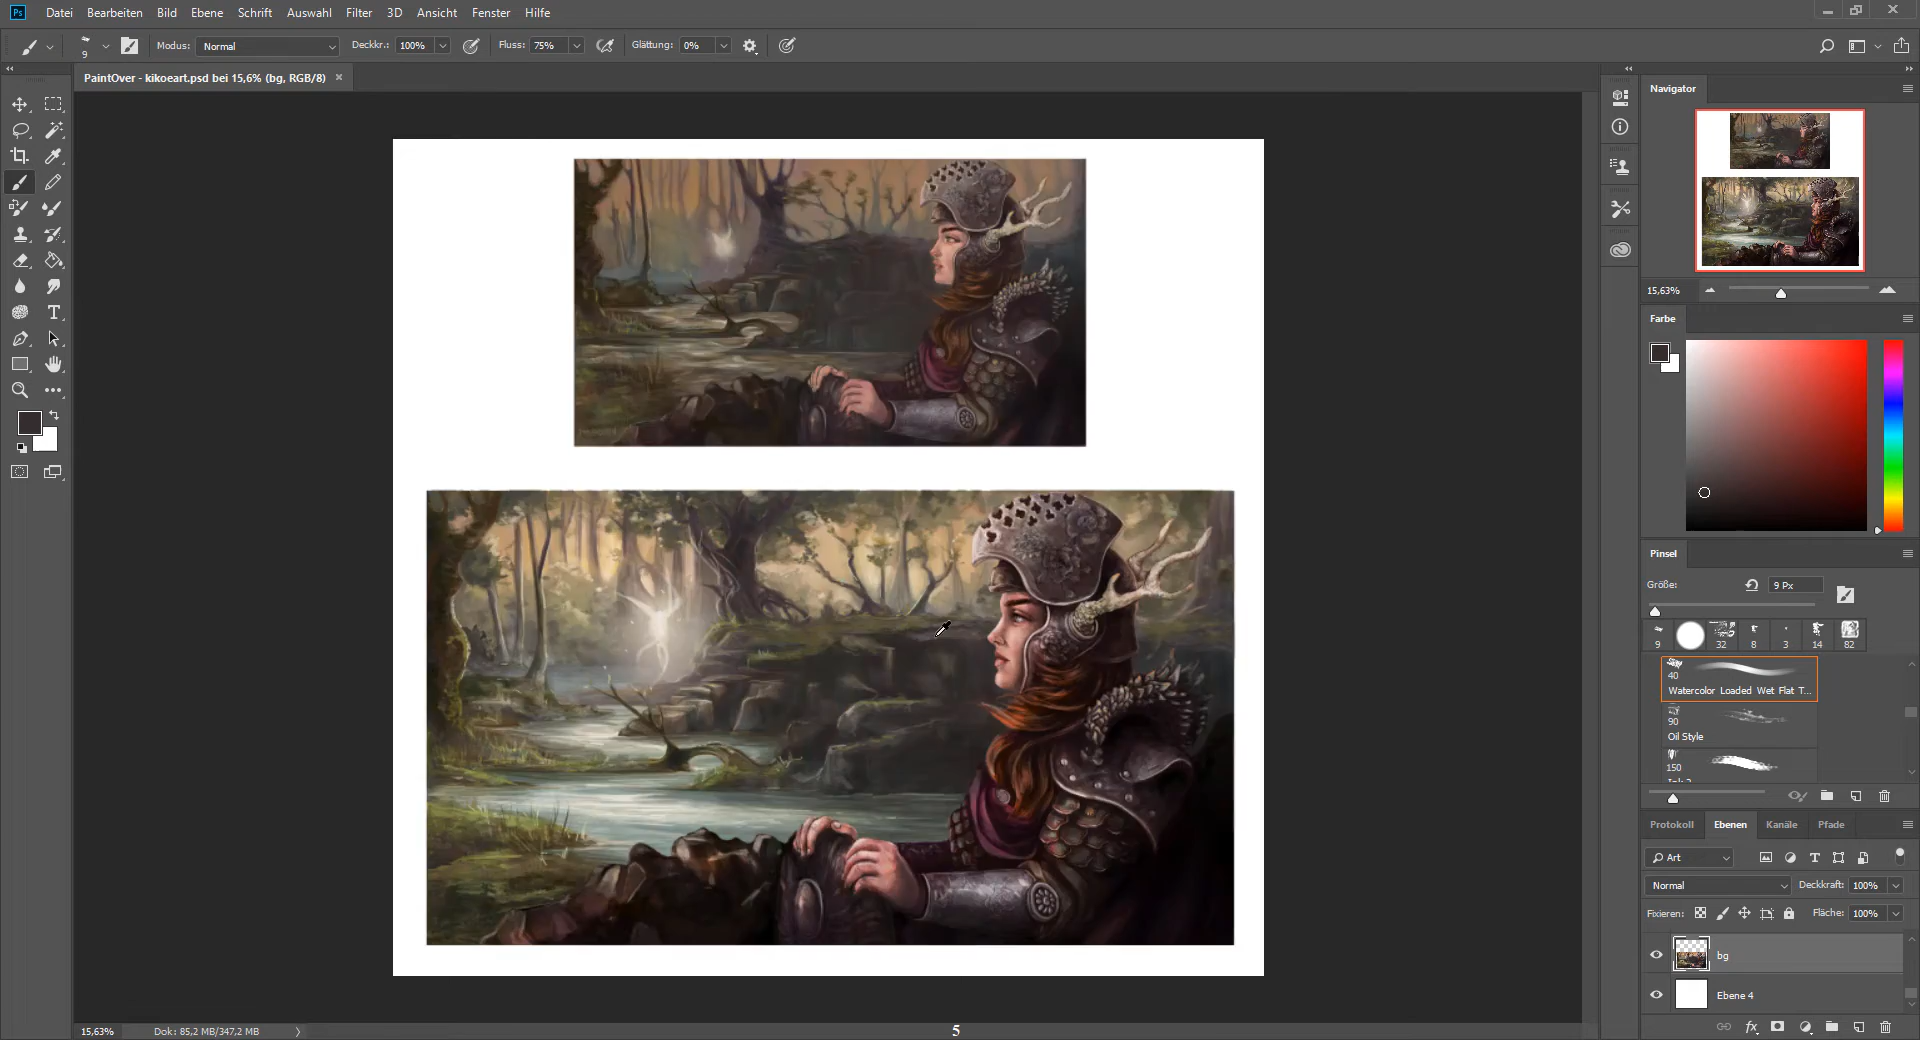 Ps Datei Bearbeiten Bild Ebene Schrift Auswahl Filter 3D Ansicht Fenster Hilfe
9 Modus: Normal Deckkr.: 100% Fluss: 75% Glättung: 0%
PaintOver - kikoeart.psd bei 15,6% (bg, RGB/8) ×
Navigator
15,63%
Farbe
Pinsel
Größe: 9 Px
9 32 8 3 14 82
40
Watercolor Loaded Wet Flat T...
90
Oil Style
150
Protokoll Ebenen Kanäle Pfade
Art
Normal Deckkraft: 100%
Fixieren: Fläche: 100%
bg
Ebene 4
fx
15,63% Dok: 85,2 MB/347,2 MB
5